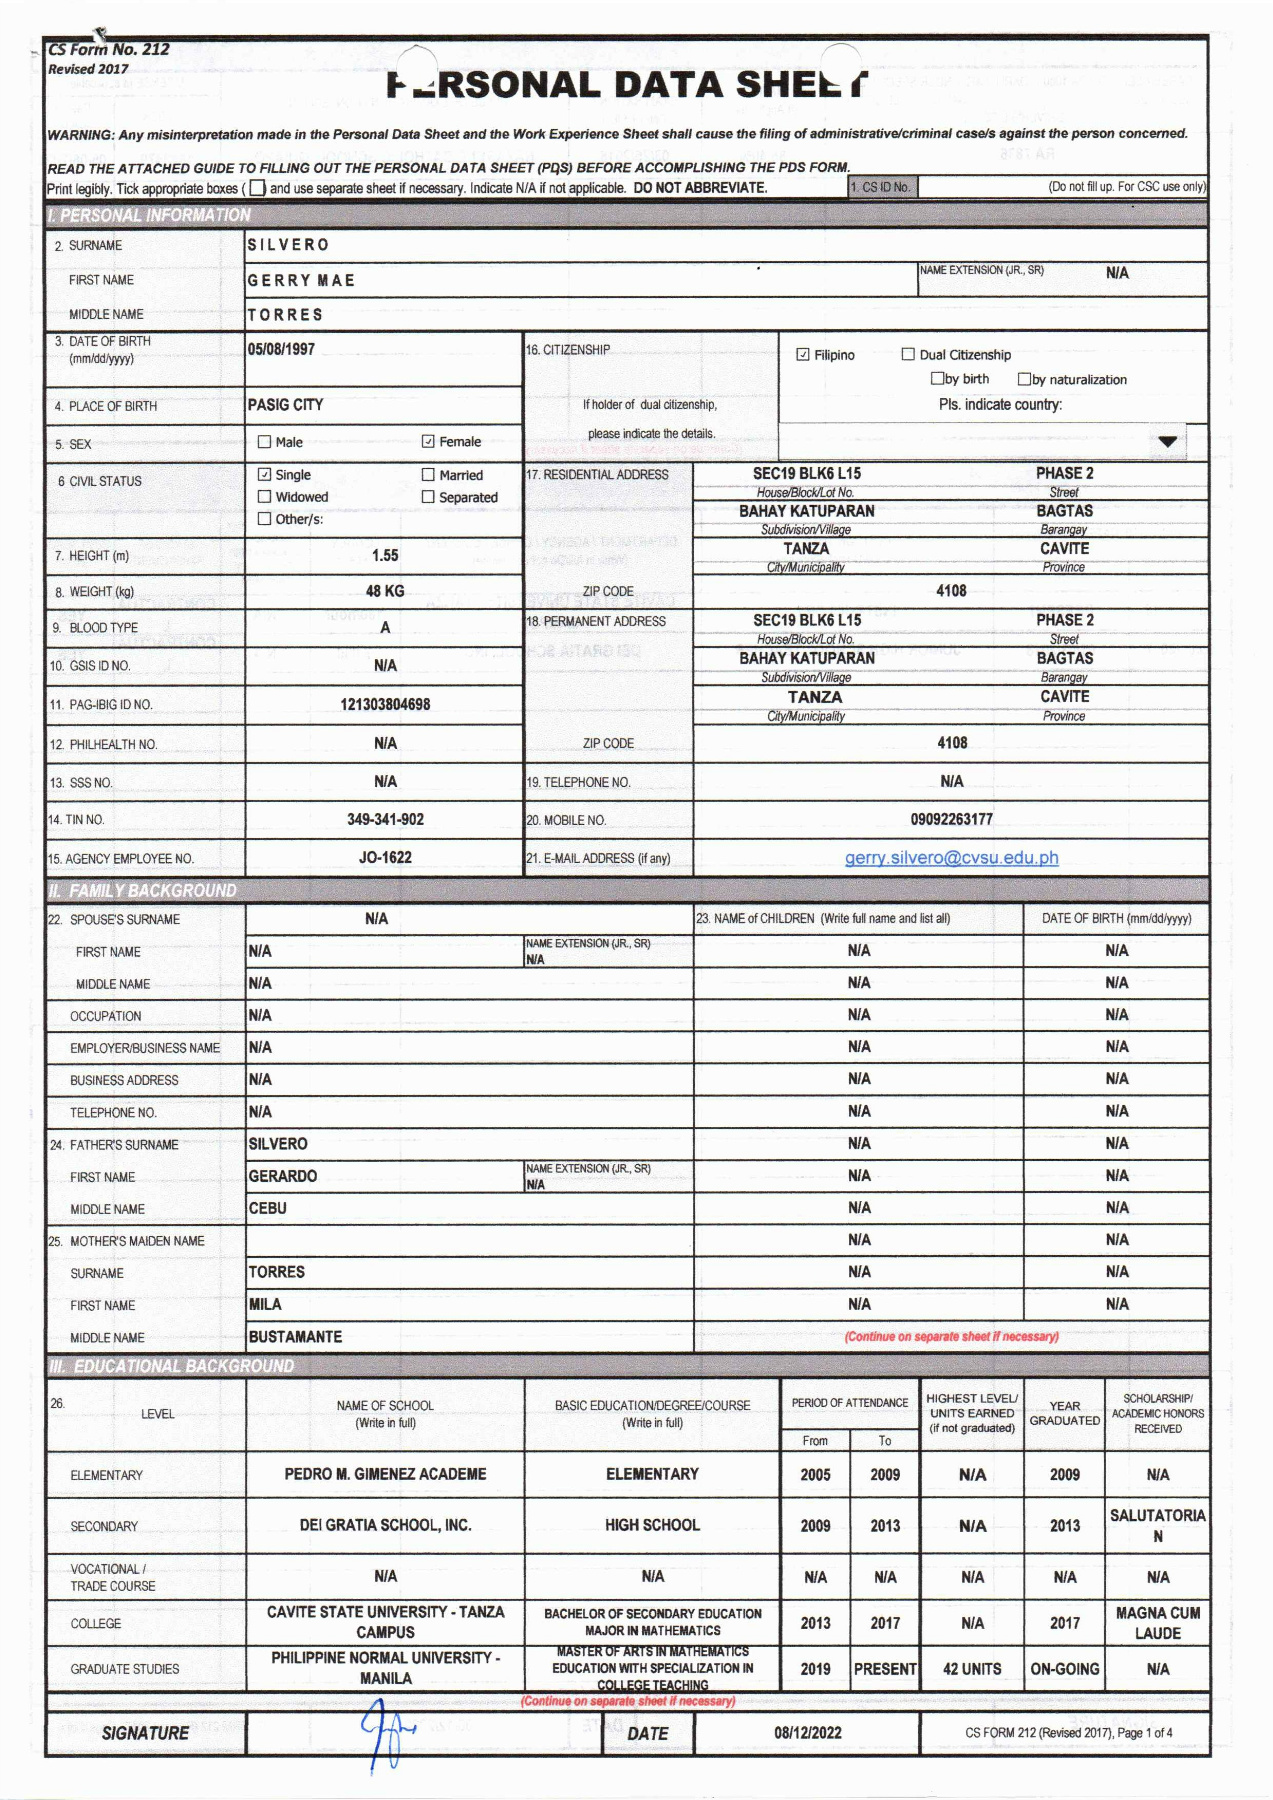 CS Form No. 212
Revised 2017
PERSONAL DATA SHEET
WARNING: Any misinterpretation made in the Personal Data Sheet and the Work Experience Sheet shall cause the filing of administrative/criminal case/s against the person concerned.
READ THE ATTACHED GUIDE TO FILLING OUT THE PERSONAL DATA SHEET (PDS) BEFORE ACCOMPLISHING THE PDS FORM.
Print legibly. Tick appropriate boxes ( ☐ ) and use separate sheet if necessary. Indicate N/A if not applicable. DO NOT ABBREVIATE. 1. CS ID No. (Do not fill up. For CSC use only)
I. PERSONAL INFORMATION
2. SURNAME SILVERO
FIRST NAME GERRY MAE NAME EXTENSION (JR., SR) N/A
MIDDLE NAME TORRES
3. DATE OF BIRTH
(mm/dd/yyyy) 05/08/1997
16. CITIZENSHIP ☑ Filipino ☐ Dual Citizenship
☐ by birth ☐ by naturalization
4. PLACE OF BIRTH PASIG CITY If holder of dual citizenship, Pls. indicate country:
please indicate the details.
5. SEX ☐ Male ☑ Female
6 CIVIL STATUS ☑ Single ☐ Married
☐ Widowed ☐ Separated
☐ Other/s:
17. RESIDENTIAL ADDRESS SEC19 BLK6 L15 PHASE 2
House/Block/Lot No. Street
BAHAY KATUPARAN BAGTAS
Subdivision/Village Barangay
7. HEIGHT (m) 1.55 TANZA CAVITE
City/Municipality Province
8. WEIGHT (kg) 48 KG ZIP CODE 4108
9. BLOOD TYPE A 18. PERMANENT ADDRESS SEC19 BLK6 L15 PHASE 2
House/Block/Lot No. Street
10. GSIS ID NO. N/A BAHAY KATUPARAN BAGTAS
Subdivision/Village Barangay
11. PAG-IBIG ID NO. 121303804698 TANZA CAVITE
City/Municipality Province
12. PHILHEALTH NO. N/A ZIP CODE 4108
13. SSS NO. N/A 19. TELEPHONE NO. N/A
14. TIN NO. 349-341-902 20. MOBILE NO. 09092263177
15. AGENCY EMPLOYEE NO. JO-1622 21. E-MAIL ADDRESS (if any) gerry.silvero@cvsu.edu.ph
II. FAMILY BACKGROUND
22. SPOUSE'S SURNAME N/A 23. NAME of CHILDREN (Write full name and list all) DATE OF BIRTH (mm/dd/yyyy)
FIRST NAME N/A NAME EXTENSION (JR., SR) N/A N/A N/A
MIDDLE NAME N/A N/A N/A
OCCUPATION N/A N/A N/A
EMPLOYER/BUSINESS NAME N/A N/A N/A
BUSINESS ADDRESS N/A N/A N/A
TELEPHONE NO. N/A N/A N/A
24. FATHER'S SURNAME SILVERO N/A N/A
FIRST NAME GERARDO NAME EXTENSION (JR., SR) N/A N/A N/A
MIDDLE NAME CEBU N/A N/A
25. MOTHER'S MAIDEN NAME N/A N/A
SURNAME TORRES N/A N/A
FIRST NAME MILA N/A N/A
MIDDLE NAME BUSTAMANTE (Continue on separate sheet if necessary)
III. EDUCATIONAL BACKGROUND
26. LEVEL NAME OF SCHOOL (Write in full) BASIC EDUCATION/DEGREE/COURSE (Write in full) PERIOD OF ATTENDANCE From To HIGHEST LEVEL/ UNITS EARNED (if not graduated) YEAR GRADUATED SCHOLARSHIP/ ACADEMIC HONORS RECEIVED
ELEMENTARY PEDRO M. GIMENEZ ACADEME ELEMENTARY 2005 2009 N/A 2009 N/A
SECONDARY DEI GRATIA SCHOOL, INC. HIGH SCHOOL 2009 2013 N/A 2013 SALUTATORIAN
VOCATIONAL / TRADE COURSE N/A N/A N/A N/A N/A N/A N/A
COLLEGE CAVITE STATE UNIVERSITY - TANZA CAMPUS BACHELOR OF SECONDARY EDUCATION MAJOR IN MATHEMATICS 2013 2017 N/A 2017 MAGNA CUM LAUDE
GRADUATE STUDIES PHILIPPINE NORMAL UNIVERSITY - MANILA MASTER OF ARTS IN MATHEMATICS EDUCATION WITH SPECIALIZATION IN COLLEGE TEACHING 2019 PRESENT 42 UNITS ON-GOING N/A
(Continue on separate sheet if necessary)
SIGNATURE DATE 08/12/2022 CS FORM 212 (Revised 2017), Page 1 of 4